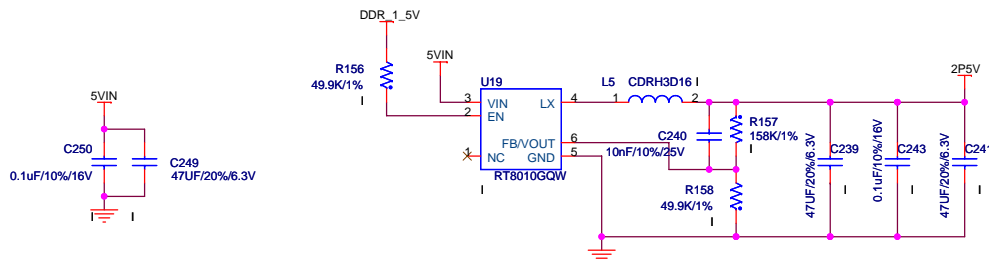 DDR_1_5V
5VIN
R156
49.9K/1%
I
5VIN
C250
0.1uF/10%/16V
C249
47UF/20%/6.3V
I
I
U19
3
VIN
LX
4
2
EN
FB/VOUT
6
1
NC
GND
5
RT8010GQW
I
L5
CDRH3D16
I
1
2
C240
10nF/10%/25V
R157
158K/1%
I
R158
49.9K/1%
I
2P5V
C239
47UF/20%/6.3V
I
C243
0.1uF/10%/16V
I
C241
47UF/20%/6.3V
I